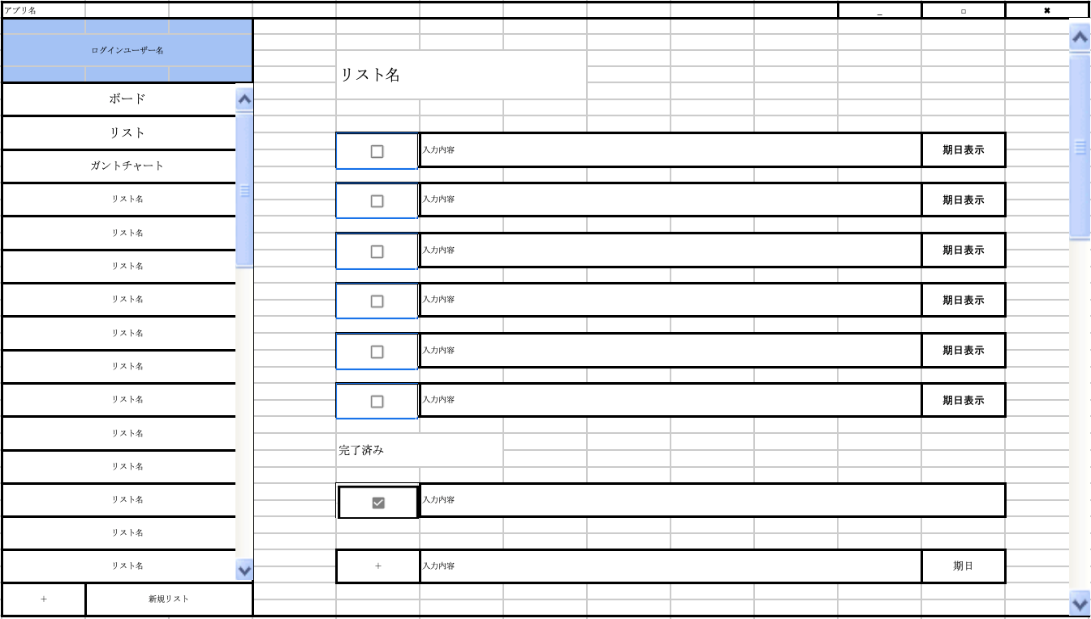 アプリ名 _ □ ✖
ログインユーザー名
ボード
リスト
ガントチャート
リスト名
リスト名
リスト名
リスト名
リスト名
リスト名
リスト名
リスト名
リスト名
リスト名
リスト名
リスト名
+ 新規リスト
リスト名
入力内容 期日表示
入力内容 期日表示
入力内容 期日表示
入力内容 期日表示
入力内容 期日表示
入力内容 期日表示
完了済み
入力内容
+ 入力内容 期日